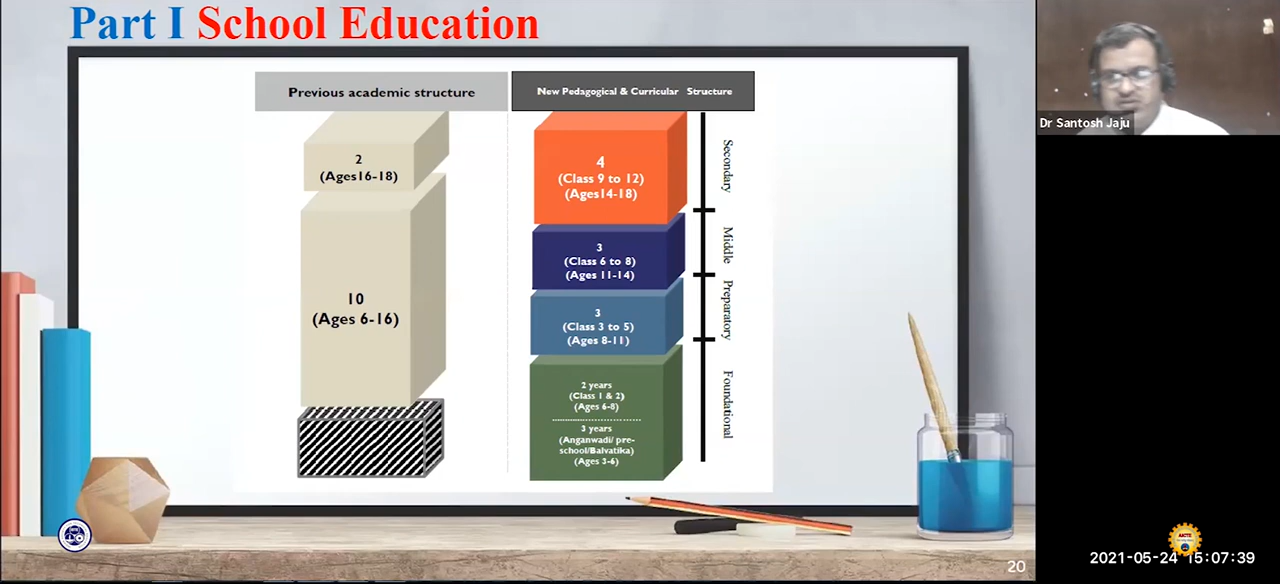 Part I School Education
Previous academic structure
New Pedagogical & Curricular Structure
2
(Ages16-18)
10
(Ages 6-16)
4
(Class 9 to 12)
(Ages14-18)
3
(Class 6 to 8)
(Ages 11-14)
3
(Class 3 to 5)
(Ages 8-11)
2 years
(Class 1 & 2)
(Ages 6-8)
3 years
(Anganwadi/ pre-
school/Balvatika)
(Ages 3-6)
Secondary
Middle
Preparatory
Foundational
Dr Santosh Jaju
20
AICTE
2021-05-24 15:07:39